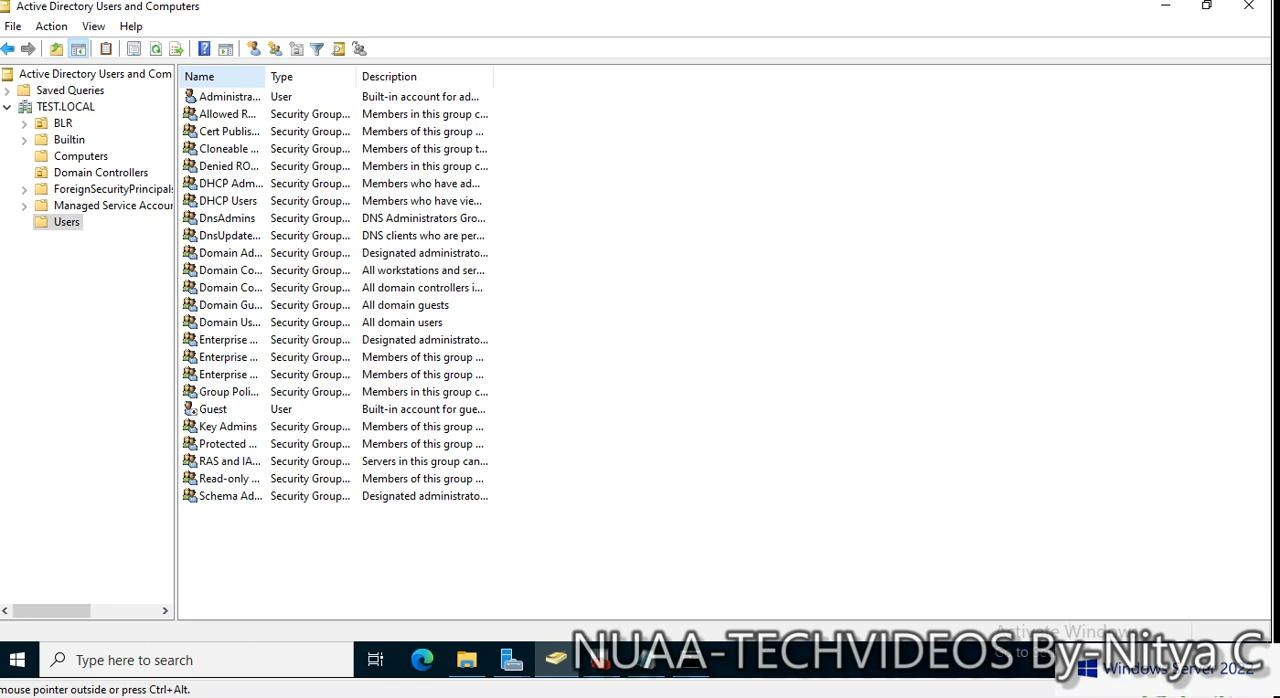 Active Directory Users and Computers
File Action View Help
Active Directory Users and Com
Saved Queries
TEST.LOCAL
BLR
Builtin
Computers
Domain Controllers
ForeignSecurityPrincipals
Managed Service Accour
Users
Name Type Description
Administra... User Built-in account for ad...
Allowed R... Security Group... Members in this group c...
Cert Publis... Security Group... Members of this group ...
Cloneable ... Security Group... Members of this group t...
Denied RO... Security Group... Members in this group c...
DHCP Adm... Security Group... Members who have ad...
DHCP Users Security Group... Members who have vie...
DnsAdmins Security Group... DNS Administrators Gro...
DnsUpdate... Security Group... DNS clients who are per...
Domain Ad... Security Group... Designated administrato...
Domain Co... Security Group... All workstations and ser...
Domain Co... Security Group... All domain controllers i...
Domain Gu... Security Group... All domain guests
Domain Us... Security Group... All domain users
Enterprise ... Security Group... Designated administrato...
Enterprise ... Security Group... Members of this group ...
Enterprise ... Security Group... Members of this group ...
Group Poli... Security Group... Members in this group c...
Guest User Built-in account for gue...
Key Admins Security Group... Members of this group ...
Protected ... Security Group... Members of this group ...
RAS and IA... Security Group... Servers in this group can...
Read-only ... Security Group... Members of this group ...
Schema Ad... Security Group... Designated administrato...
Activate Windows
Go to Se
Type here to search
NUAA-TECHVIDEOS By-Nitya C
Windows Server 2022
mouse pointer outside or press Ctrl+Alt.